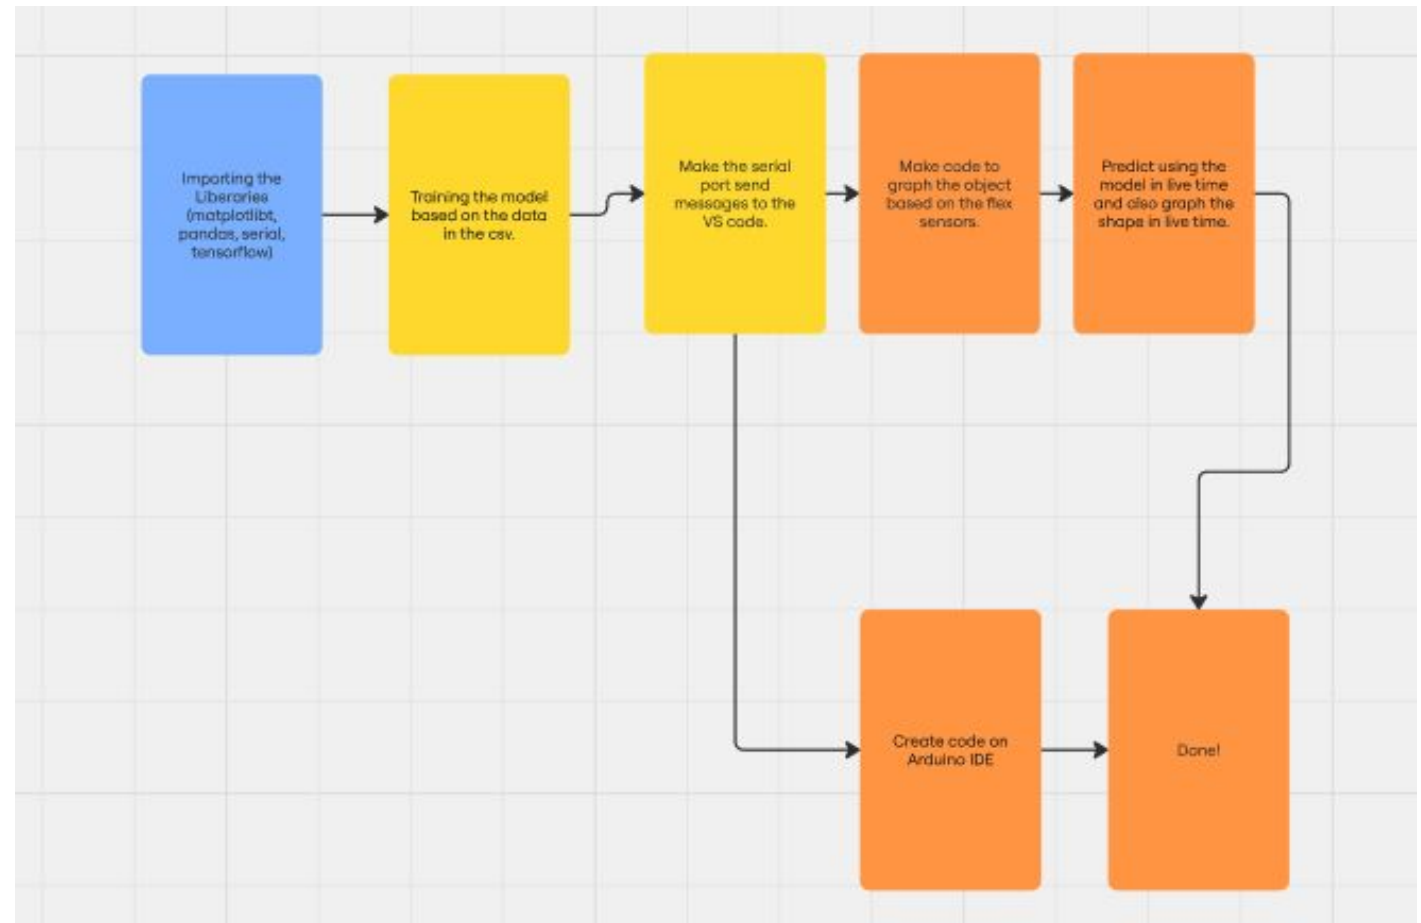 Importing the
Liberaries
(matplotlibt,
pandas, serial,
tensorflow)
Training the model
based on the data
in the csv.
Make the serial
port send
messages to the
VS code.
Make code to
graph the object
based on the flex
sensors.
Predict using the
model in live time
and also graph the
shape in live time.
Create code on
Arduino IDE
Done!